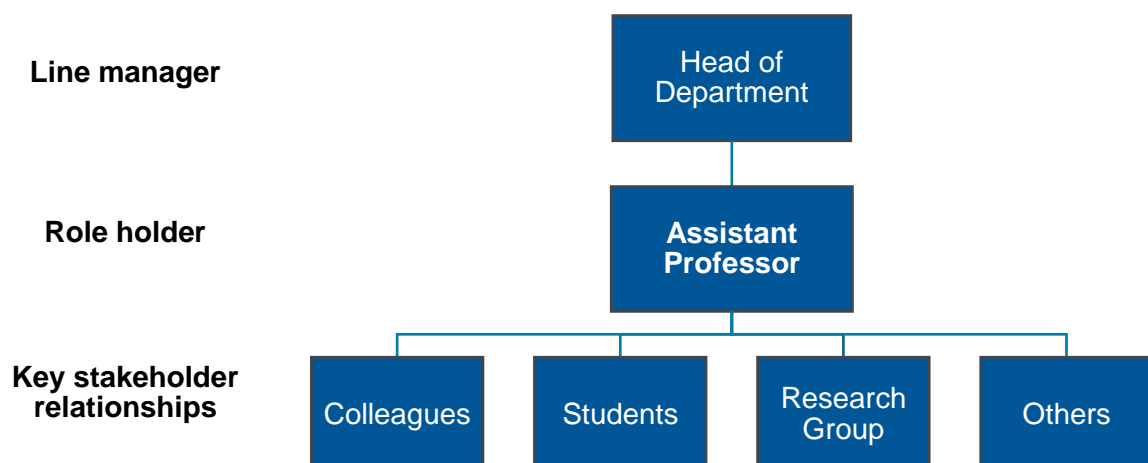 Line manager
Head of
Department
Role holder
Assistant
Professor
Key stakeholder
relationships
Colleagues
Students
Research
Group
Others